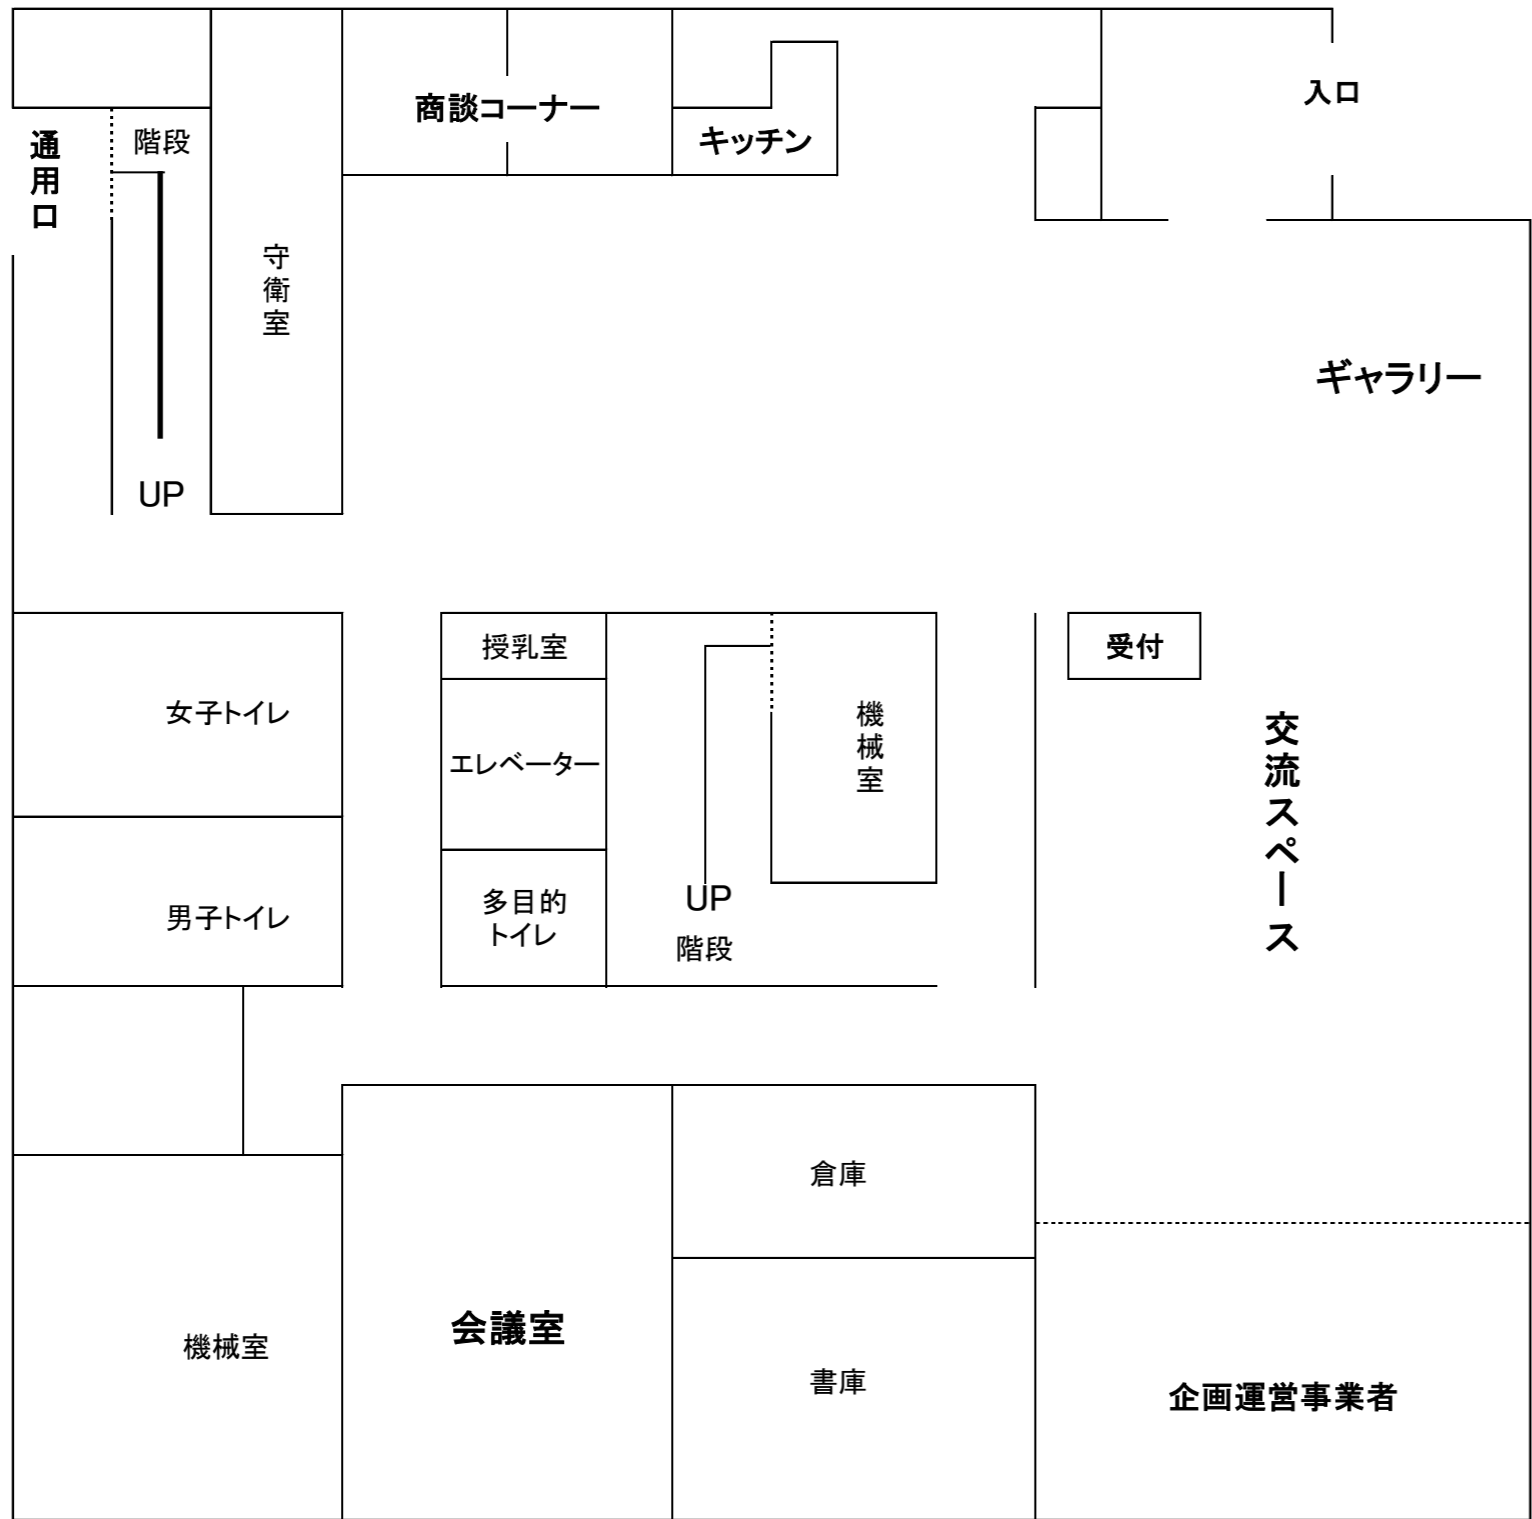 入口
商談コーナー
キッチン
通用口
階段
守衛室
ギャラリー
UP
授乳室
受付
女子トイレ
機械室
エレベーター
交流スペース
男子トイレ
多目的
トイレ
UP
階段
倉庫
会議室
機械室
書庫
企画運営事業者